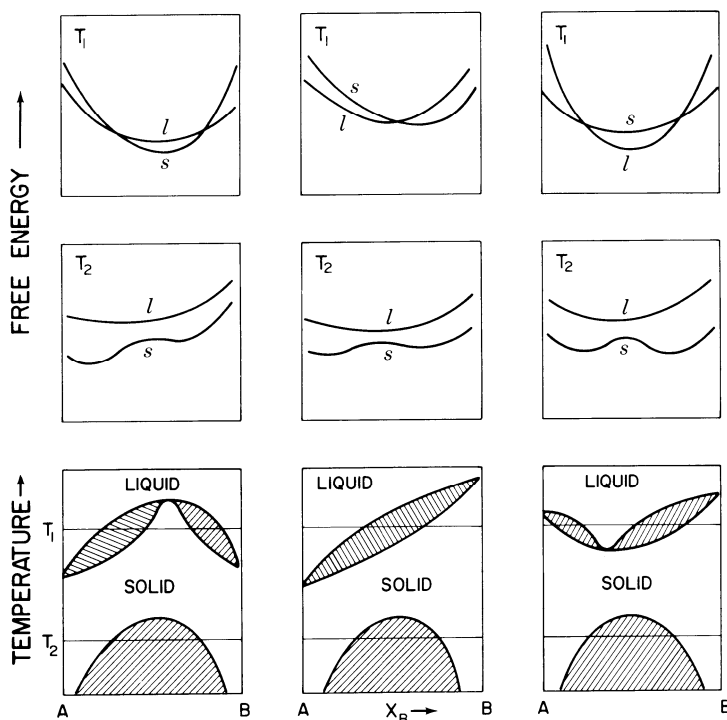 FREE ENERGY →
T1
l
s
T1
s
l
T1
s
l
T2
l
s
T2
l
s
T2
l
s
TEMPERATURE →
LIQUID
T1
SOLID
T2
LIQUID
SOLID
LIQUID
SOLID
A B A XB → B A